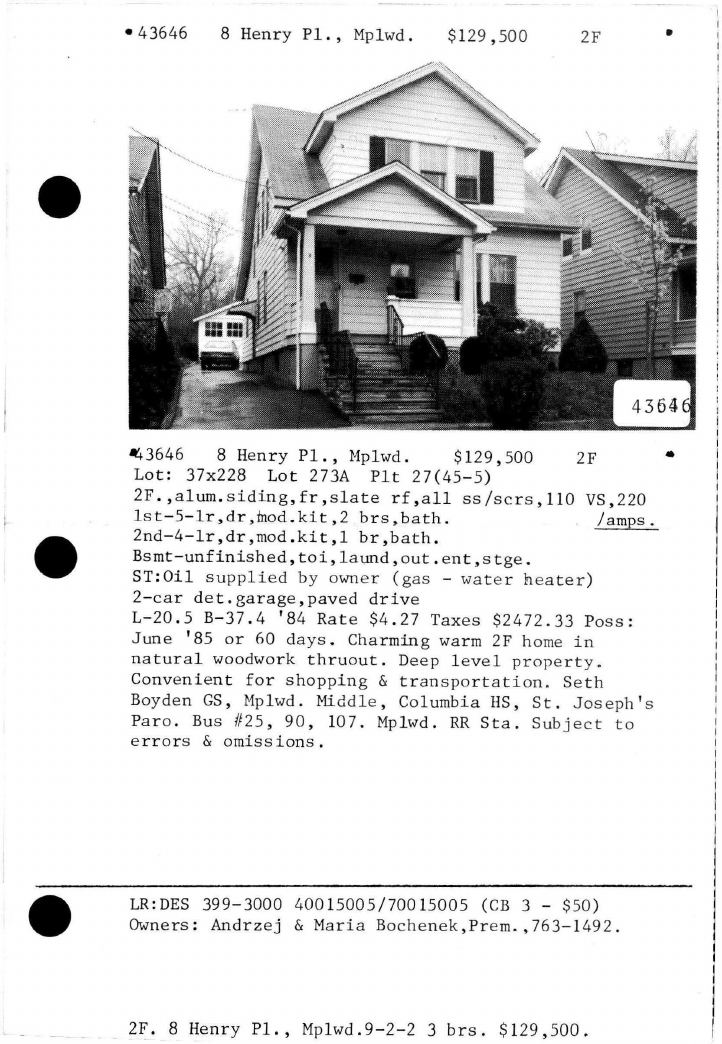 43646 8 Henry Pl., Mplwd. $129,500 2F
43646
43646 8 Henry Pl., Mplwd. $129,500 2F
Lot: 37x228 Lot 273A Plt 27(45-5)
2F.,alum.siding,fr,slate rf,all ss/scrs,110 VS,220
1st-5-lr,dr,mod.kit,2 brs,bath. /amps.
2nd-4-lr,dr,mod.kit,1 br,bath.
Bsmt-unfinished,toi,laund,out.ent,stge.
ST:Oil supplied by owner (gas - water heater)
2-car det.garage,paved drive
L-20.5 B-37.4 '84 Rate $4.27 Taxes $2472.33 Poss:
June '85 or 60 days. Charming warm 2F home in
natural woodwork thruout. Deep level property.
Convenient for shopping & transportation. Seth
Boyden GS, Mplwd. Middle, Columbia HS, St. Joseph's
Paro. Bus #25, 90, 107. Mplwd. RR Sta. Subject to
errors & omissions.
LR:DES 399-3000 40015005/70015005 (CB 3 - $50)
Owners: Andrzej & Maria Bochenek,Prem.,763-1492.
2F. 8 Henry Pl., Mplwd.9-2-2 3 brs. $129,500.